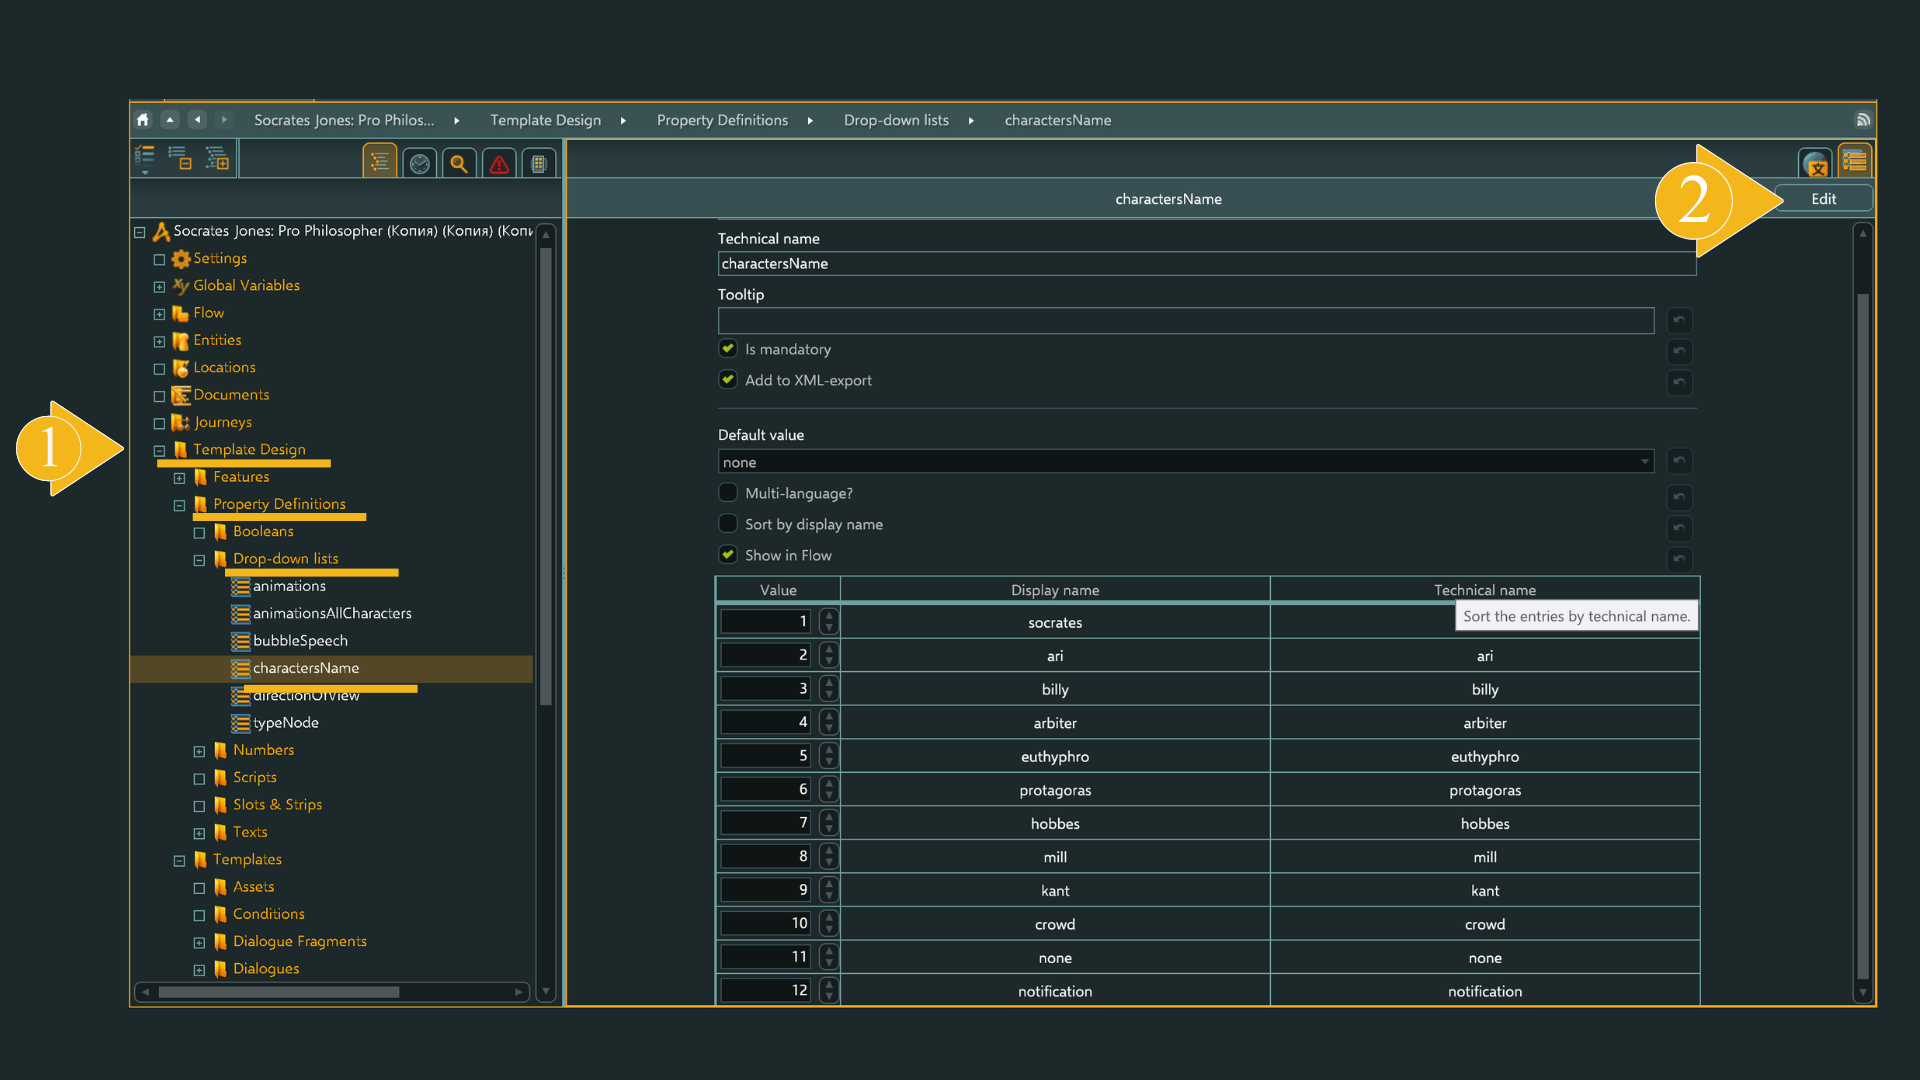 Socrates Jones: Pro Philos... Template Design Property Definitions Drop-down lists charactersName
charactersName
Edit
2
1
Socrates Jones: Pro Philosopher (Копия) (Копия) (Копи
Settings
Global Variables
Flow
Entities
Locations
Documents
Journeys
Template Design
Features
Property Definitions
Booleans
Drop-down lists
animations
animationsAllCharacters
bubbleSpeech
charactersName
directionOfView
typeNode
Numbers
Scripts
Slots & Strips
Texts
Templates
Assets
Conditions
Dialogue Fragments
Dialogues
Technical name
charactersName
Tooltip
Is mandatory
Add to XML-export
Default value
none
Multi-language?
Sort by display name
Show in Flow
Value Display name Technical name
Sort the entries by technical name.
1 socrates
2 ari ari
3 billy billy
4 arbiter arbiter
5 euthyphro euthyphro
6 protagoras protagoras
7 hobbes hobbes
8 mill mill
9 kant kant
10 crowd crowd
11 none none
12 notification notification